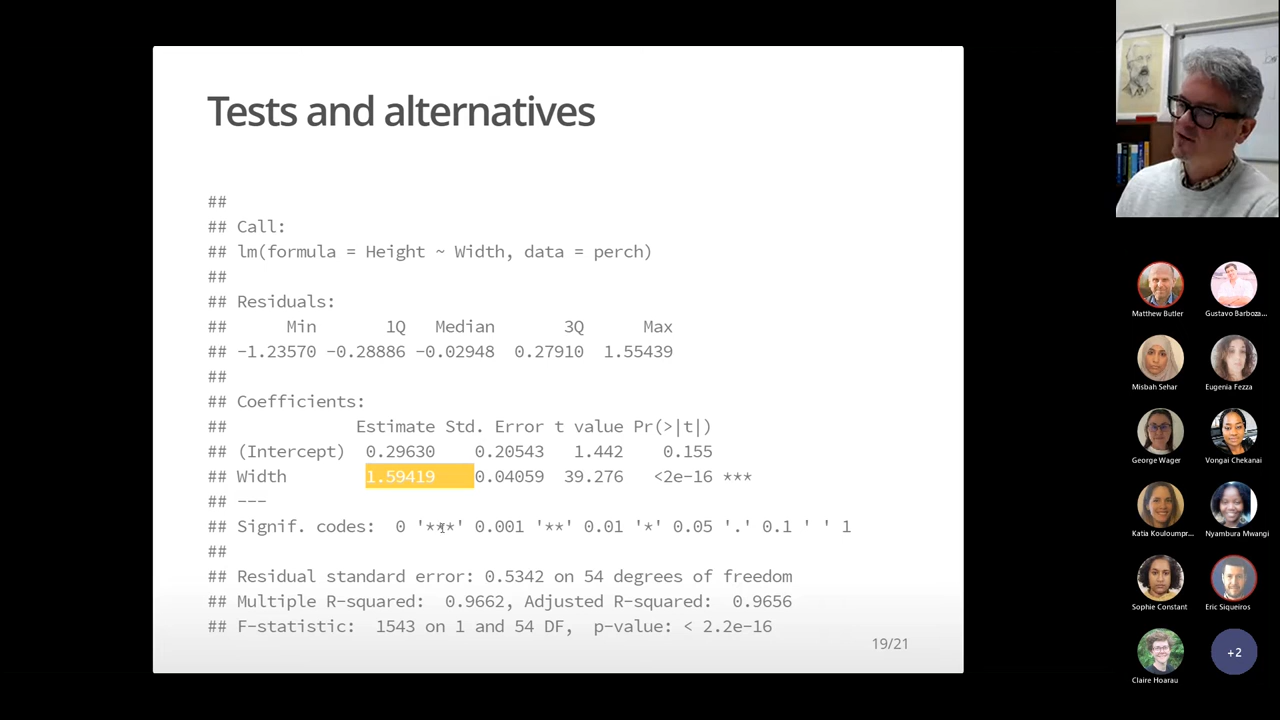 Tests and alternatives
##
## Call:
## lm(formula = Height ~ Width, data = perch)
##
## Residuals:
##      Min       1Q   Median       3Q      Max
## -1.23570 -0.28886 -0.02948  0.27910  1.55439
##
## Coefficients:
##             Estimate Std. Error t value Pr(>|t|)
## (Intercept)  0.29630    0.20543   1.442    0.155
## Width        1.59419    0.04059  39.276   <2e-16 ***
## ---
## Signif. codes:  0 '***' 0.001 '**' 0.01 '*' 0.05 '.' 0.1 ' ' 1
##
## Residual standard error: 0.5342 on 54 degrees of freedom
## Multiple R-squared:  0.9662, Adjusted R-squared:  0.9656
## F-statistic:  1543 on 1 and 54 DF,  p-value: < 2.2e-16
19/21
Matthew Butler
Gustavo Barboza...
Misbah Sehar
Eugenia Fezza
George Wager
Vongai Chekanai
Katia Kouloumpr...
Nyambura Mwangi
Sophie Constant
Eric Siqueiros
Claire Hoarau
+2